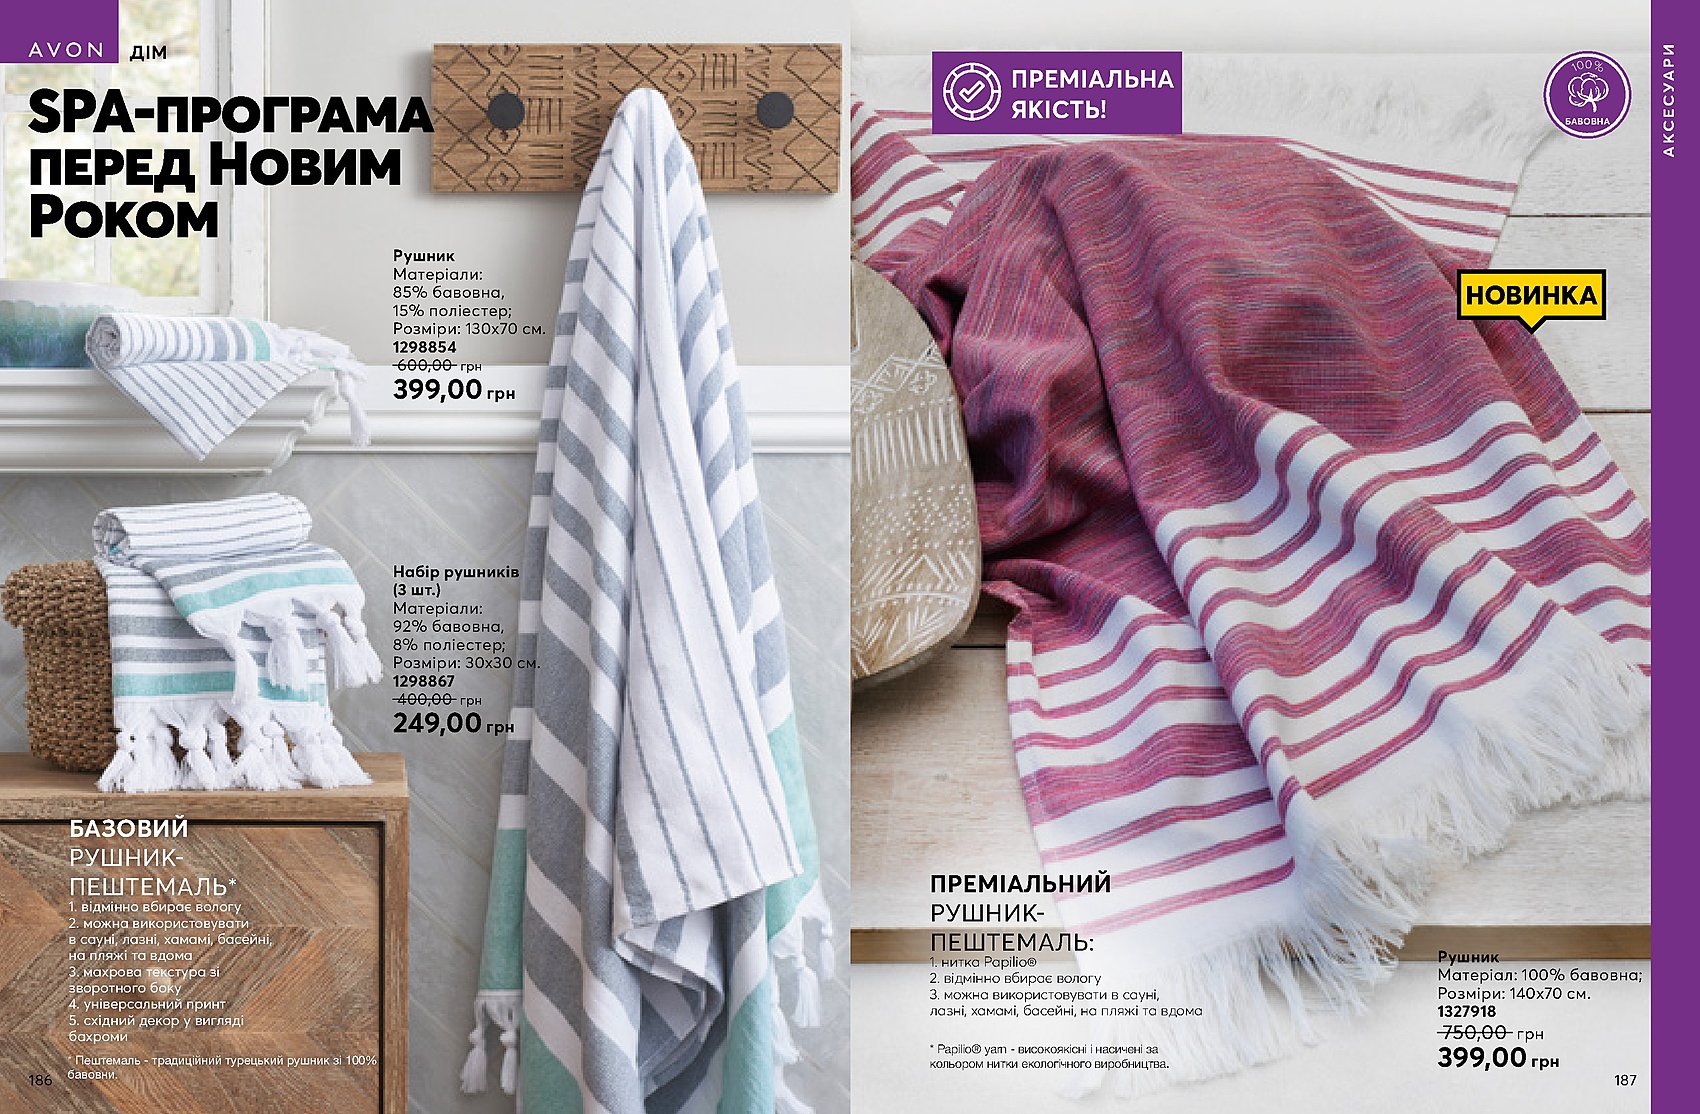 AVON ДІМ
SPA-ПРОГРАМА
ПЕРЕД НОВИМ
РОКОМ
Рушник
Матеріали:
85% бавовна,
15% поліестер;
Розміри: 130x70 см.
1298854
600,00 грн
399,00 грн
Набір рушників
(3 шт.)
Матеріали:
92% бавовна,
8% поліестер;
Розміри: 30x30 см.
1298867
400,00 грн
249,00 грн
БАЗОВИЙ
РУШНИК-
ПЕШТЕМАЛЬ*
1. відмінно вбирає вологу
2. можна використовувати
в сауні, лазні, хамамі, басейні,
на пляжі та вдома
3. махрова текстура зі
зворотного боку
4. універсальний принт
5. східний декор у вигляді
бахроми
* Пештемаль - традиційний турецький рушник зі 100%
бавовни.
186
ПРЕМІАЛЬНА
ЯКІСТЬ!
100%
БАВОВНА
АКСЕСУАРИ
НОВИНКА
ПРЕМІАЛЬНИЙ
РУШНИК-
ПЕШТЕМАЛЬ:
1. нитка Papilio®
2. відмінно вбирає вологу
3. можна використовувати в сауні,
лазні, хамамі, басейні, на пляжі та вдома
* Papilio® yarn - високоякісні і насичені за
кольором нитки екологічного виробництва.
Рушник
Матеріал: 100% бавовна;
Розміри: 140x70 см.
1327918
750,00 грн
399,00 грн
187